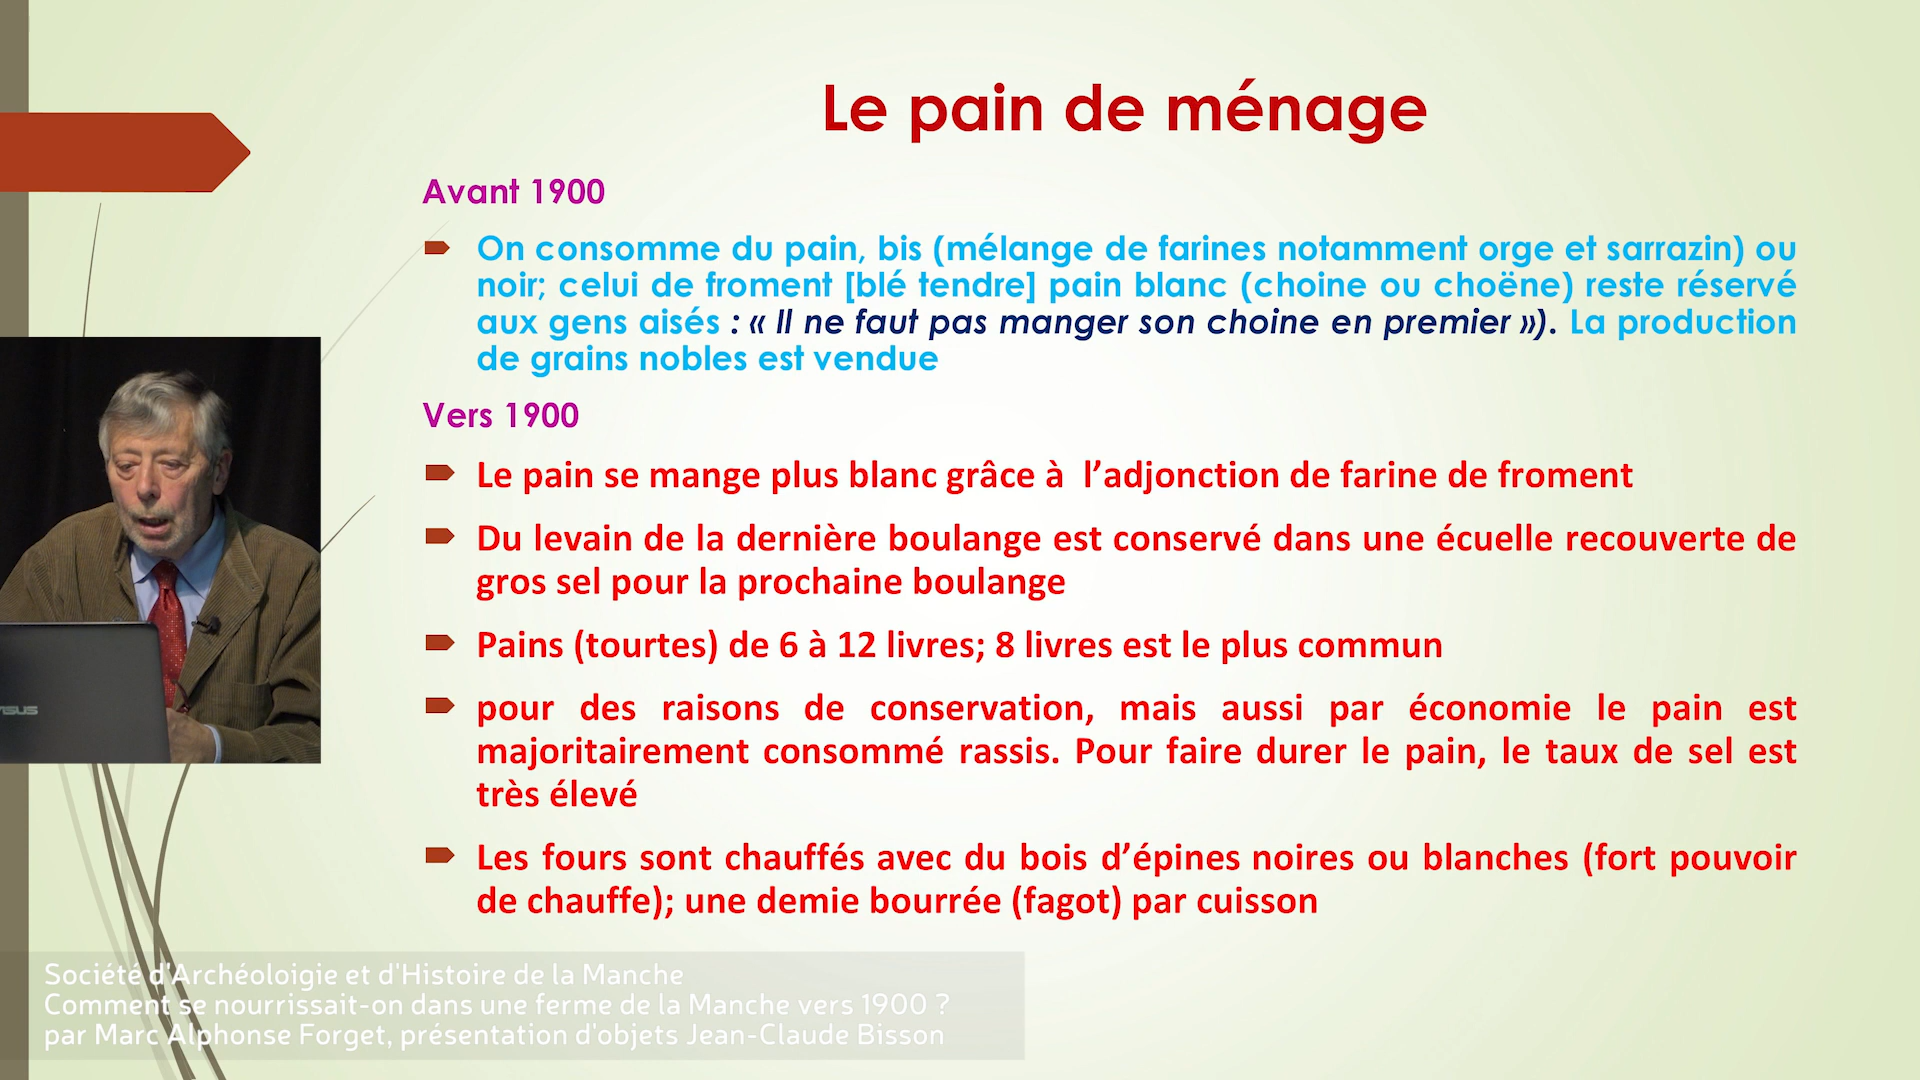 Le pain de ménage
Avant 1900
On consomme du pain, bis (mélange de farines notamment orge et sarrazin) ou
noir; celui de froment [blé tendre] pain blanc (choine ou choëne) reste réservé
aux gens aisés : « Il ne faut pas manger son choine en premier »). La production
de grains nobles est vendue
Vers 1900
Le pain se mange plus blanc grâce à l’adjonction de farine de froment
Du levain de la dernière boulange est conservé dans une écuelle recouverte de
gros sel pour la prochaine boulange
Pains (tourtes) de 6 à 12 livres; 8 livres est le plus commun
pour des raisons de conservation, mais aussi par économie le pain est
majoritairement consommé rassis. Pour faire durer le pain, le taux de sel est
très élevé
Les fours sont chauffés avec du bois d’épines noires ou blanches (fort pouvoir
de chauffe); une demie bourrée (fagot) par cuisson
ASUS
Société d'Archéoloigie et d'Histoire de la Manche
Comment se nourrissait-on dans une ferme de la Manche vers 1900 ?
par Marc Alphonse Forget, présentation d'objets Jean-Claude Bisson